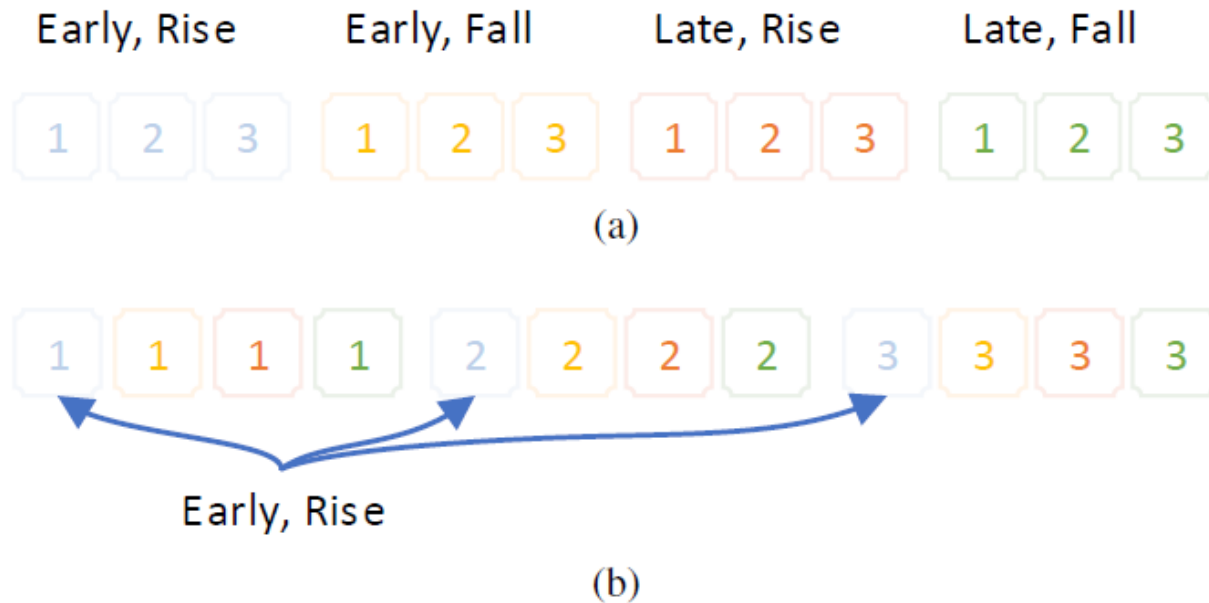 Early, Rise Early, Fall Late, Rise Late, Fall
1 2 3 1 2 3 1 2 3 1 2 3
(a)
1 1 1 1 2 2 2 2 3 3 3 3
Early, Rise
(b)